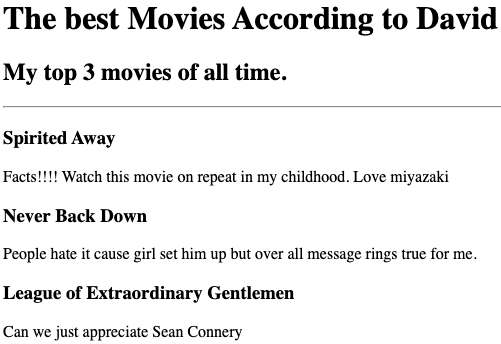 The best Movies According to David
My top 3 movies of all time.
Spirited Away
Facts!!!! Watch this movie on repeat in my childhood. Love miyazaki
Never Back Down
People hate it cause girl set him up but over all message rings true for me.
League of Extraordinary Gentlemen
Can we just appreciate Sean Connery